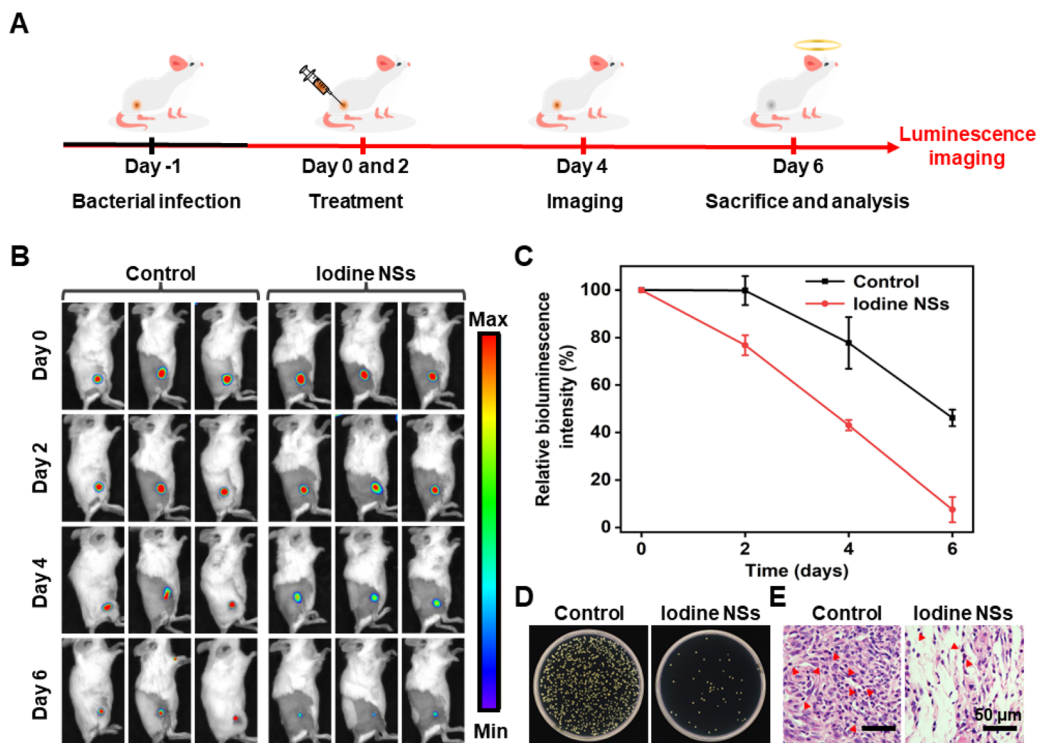 A
Day -1
Day 0 and 2
Day 4
Day 6
Luminescence
imaging
Bacterial infection
Treatment
Imaging
Sacrifice and analysis
B
Control
Iodine NSs
Day 0
Day 2
Day 4
Day 6
Max
Min
C
Relative bioluminescence
intensity (%)
100
80
60
40
20
0
0
2
4
6
Time (days)
Control
Iodine NSs
D
Control
Iodine NSs
E
Control
Iodine NSs
50 μm